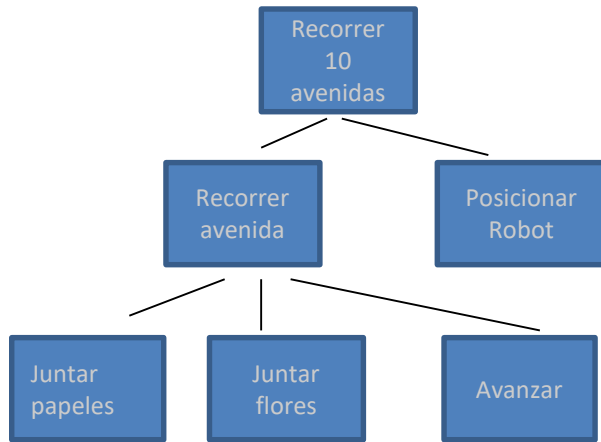 Recorrer
10
avenidas
Recorrer
avenida
Posicionar
Robot
Juntar
papeles
Juntar
flores
Avanzar